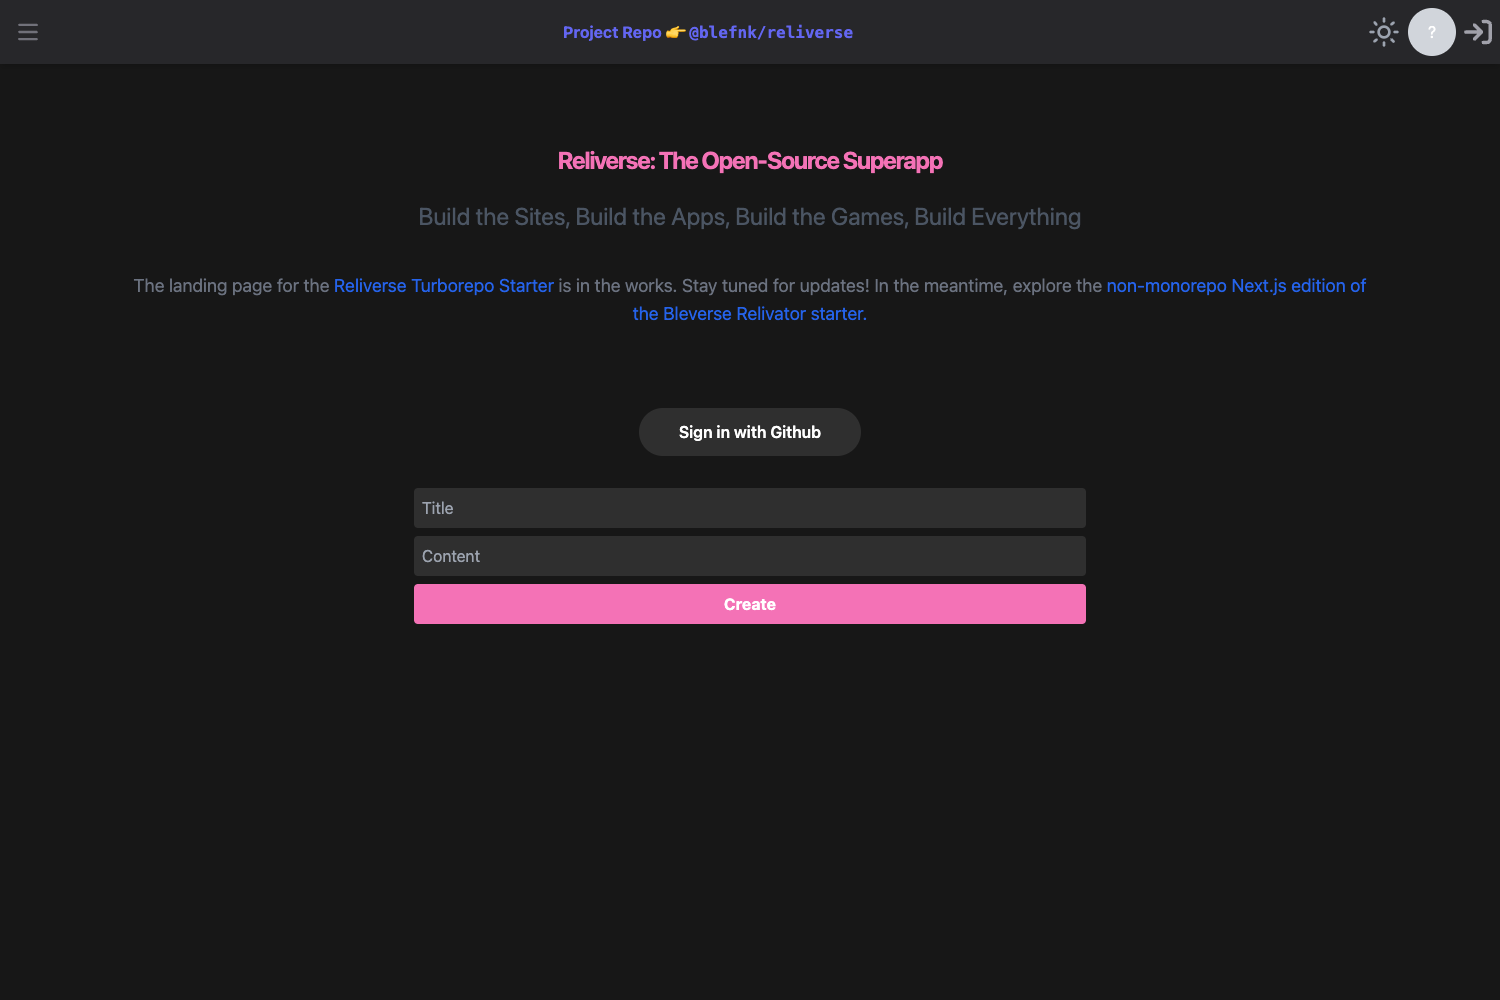 Project Repo 👉 @blefnk/reliverse
?
Reliverse: The Open-Source Superapp
Build the Sites, Build the Apps, Build the Games, Build Everything
The landing page for the Reliverse Turborepo Starter is in the works. Stay tuned for updates! In the meantime, explore the non-monorepo Next.js edition of
the Bleverse Relivator starter.
Sign in with Github
Title
Content
Create